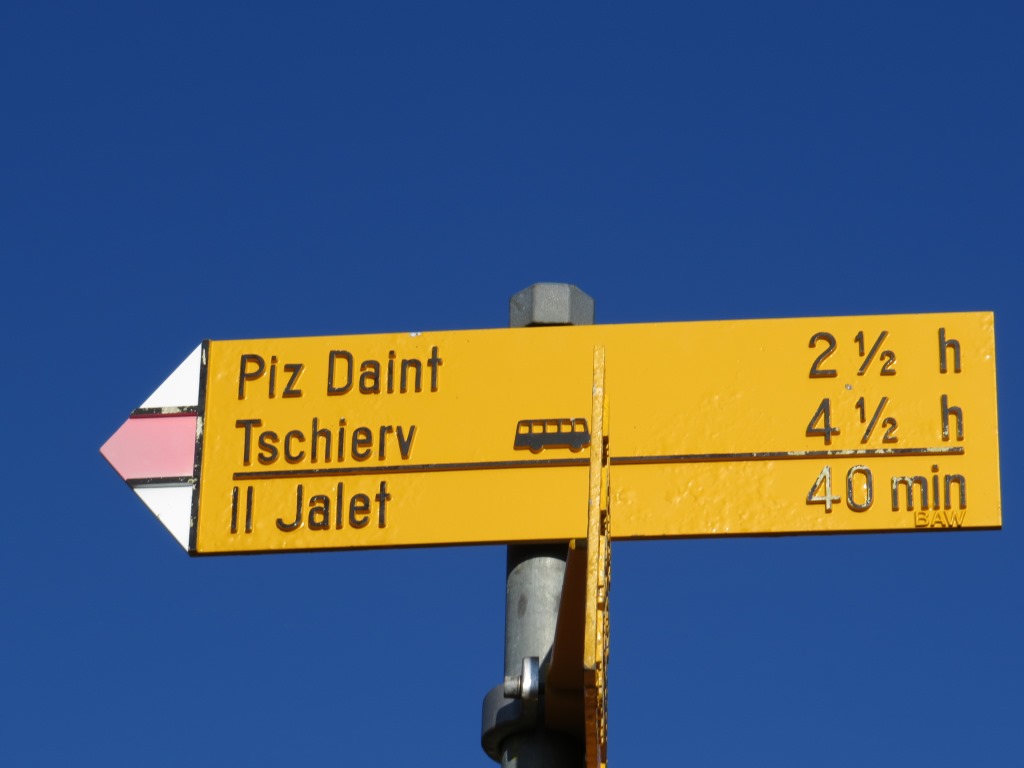 Piz Daint 2 ½ h
Tschierv 4 ½ h
Il Jalet 40 min
BAW